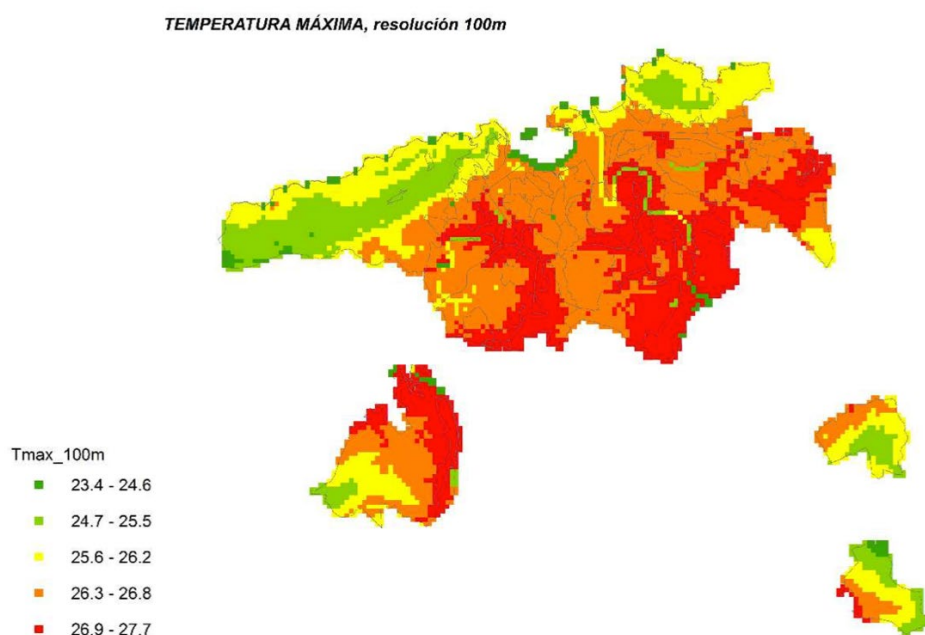 TEMPERATURA MÁXIMA, resolución 100m
Tmax_100m
23.4 - 24.6
24.7 - 25.5
25.6 - 26.2
26.3 - 26.8
26.9 - 27.7